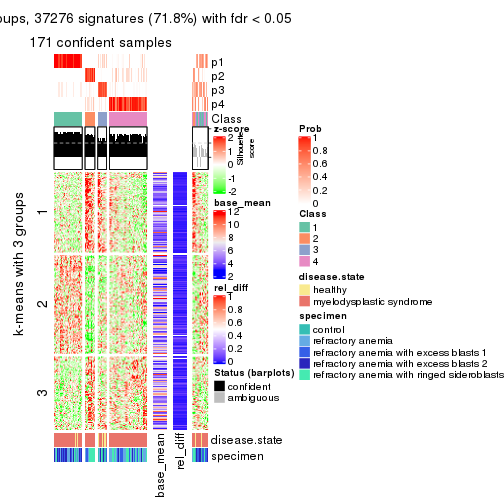 oups, 37276 signatures (71.8%) with fdr < 0.05
171 confident samples
p1
p2
p3
p4
Class
Silhouette
score
k-means with 3 groups
1
2
3
disease.state
specimen
base_mean
rel_diff
z-score
2
1
0
-1
-2
base_mean
12
10
8
6
4
2
rel_diff
1
0.8
0.6
0.4
0.2
0
Status (barplots)
confident
ambiguous
Prob
1
0.8
0.6
0.4
0.2
0
Class
1
2
3
4
disease.state
healthy
myelodysplastic syndrome
specimen
control
refractory anemia
refractory anemia with excess blasts 1
refractory anemia with excess blasts 2
refractory anemia with ringed sideroblasts